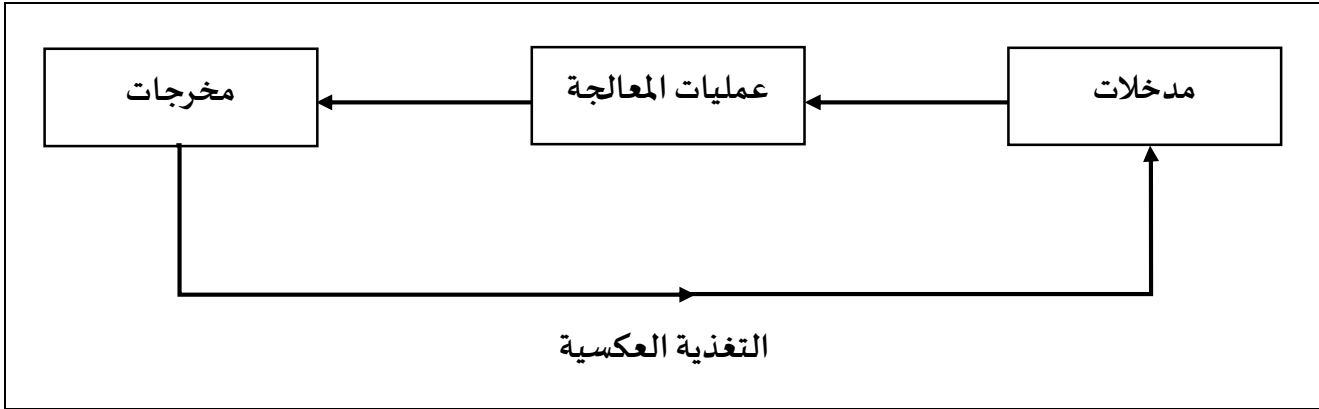 مدخلات
عمليات المعالجة
مخرجات
التغذية العكسية